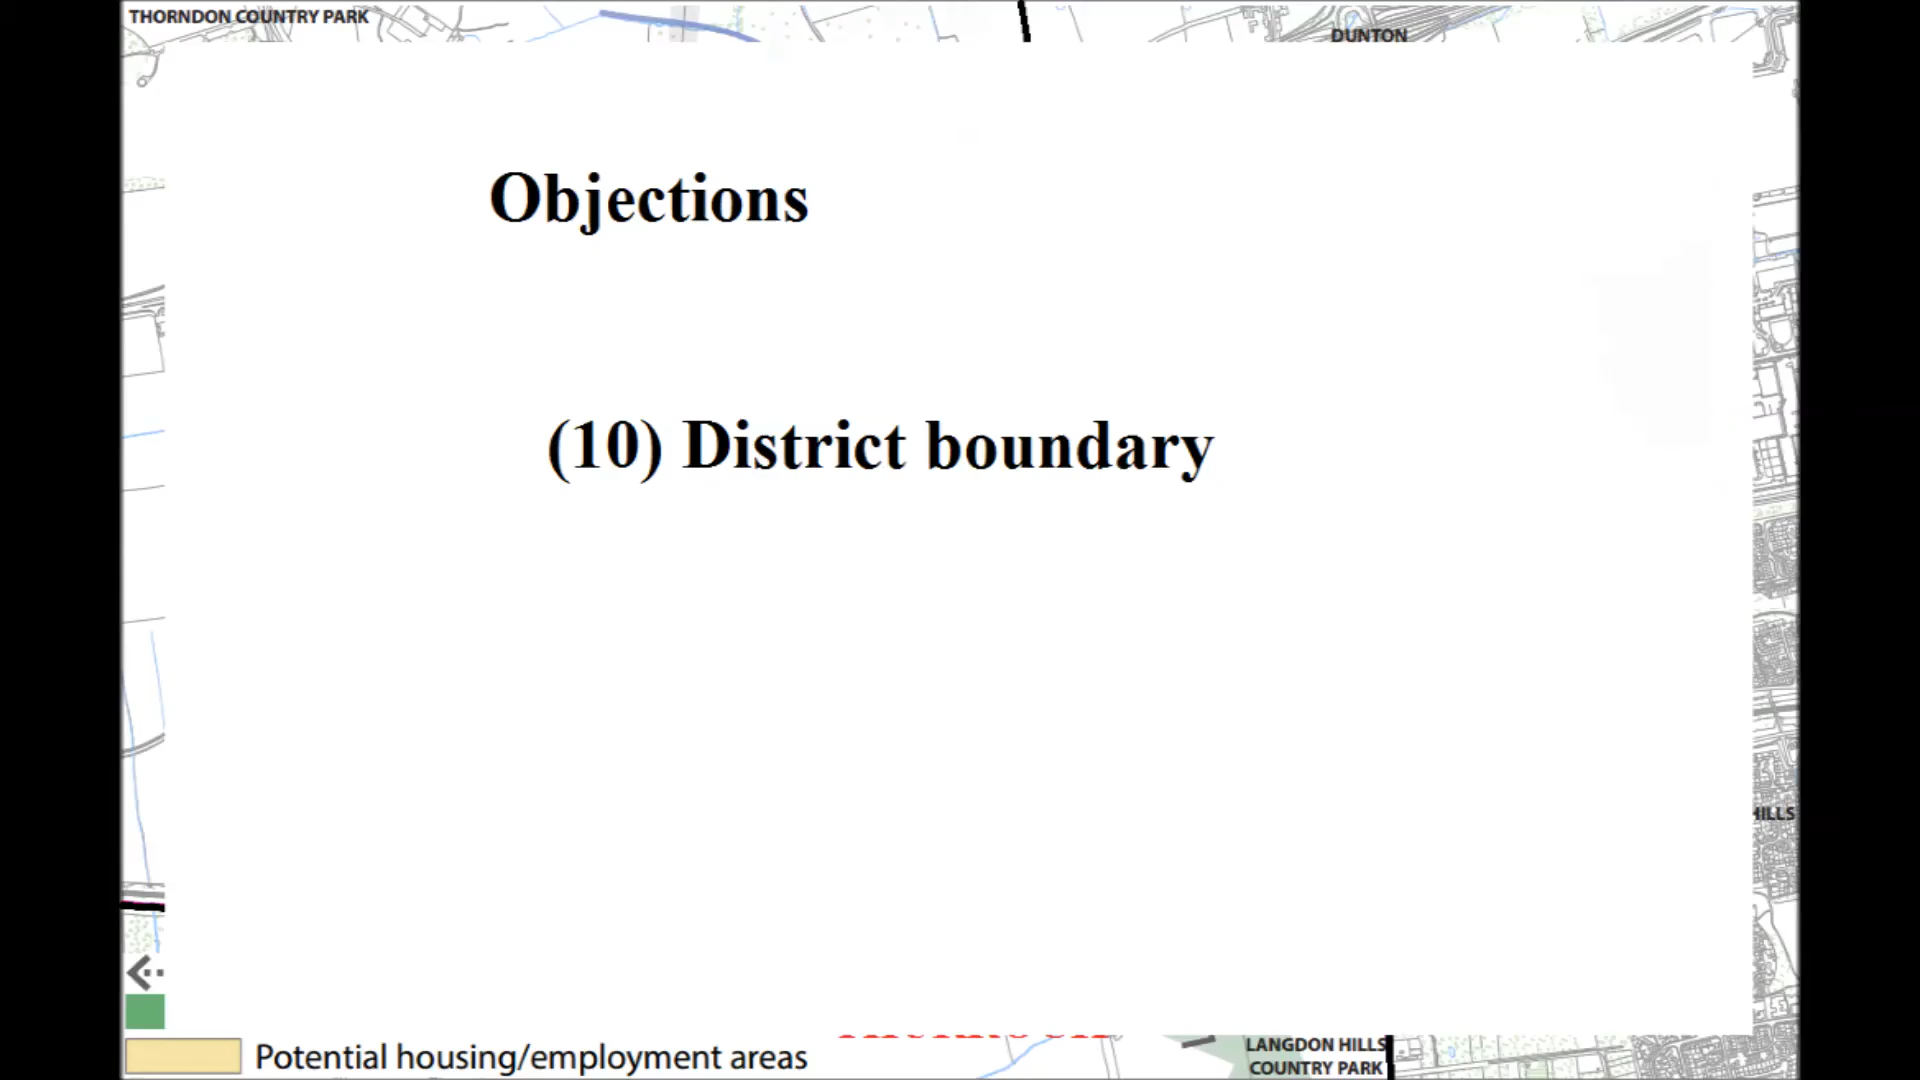 THORNDON COUNTRY PARK
DUNTON
Objections
(10) District boundary
HILLS
Potential housing/employment areas
LANGDON HILLS
COUNTRY PARK